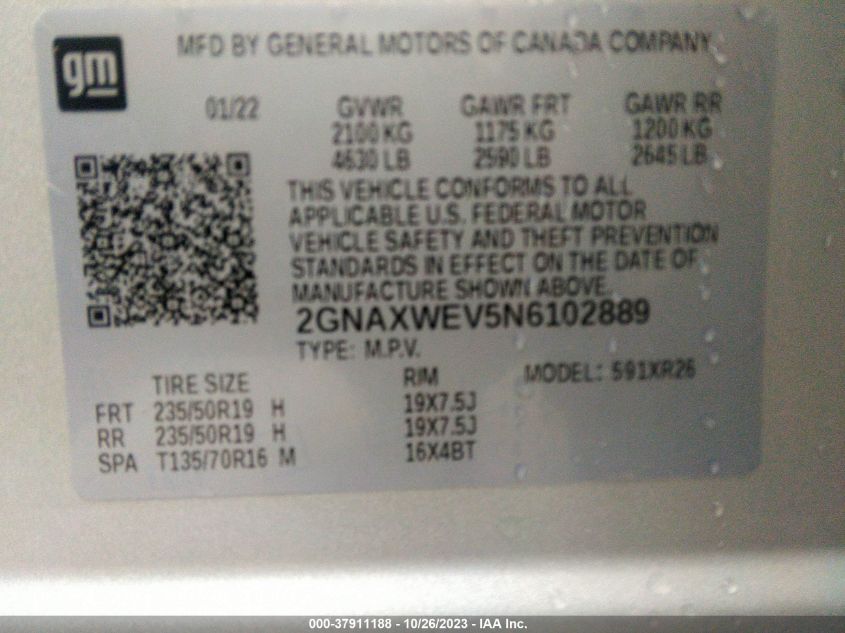 gm
MFD BY GENERAL MOTORS OF CANADA COMPANY
01/22 GVWR GAWR FRT GAWR RR
2100 KG 1175 KG 1200 KG
4630 LB 2590 LB 2645 LB
THIS VEHICLE CONFORMS TO ALL
APPLICABLE U.S. FEDERAL MOTOR
VEHICLE SAFETY AND THEFT PREVENTION
STANDARDS IN EFFECT ON THE DATE OF
MANUFACTURE SHOWN ABOVE.
2GNAXWEV5N6102889
TYPE: M.P.V.
TIRE SIZE RIM MODEL: 591XR26
FRT 235/50R19 H 19X7.5J
RR 235/50R19 H 19X7.5J
SPA T135/70R16 M 16X4BT
000-37911188 - 10/26/2023 - IAA Inc.